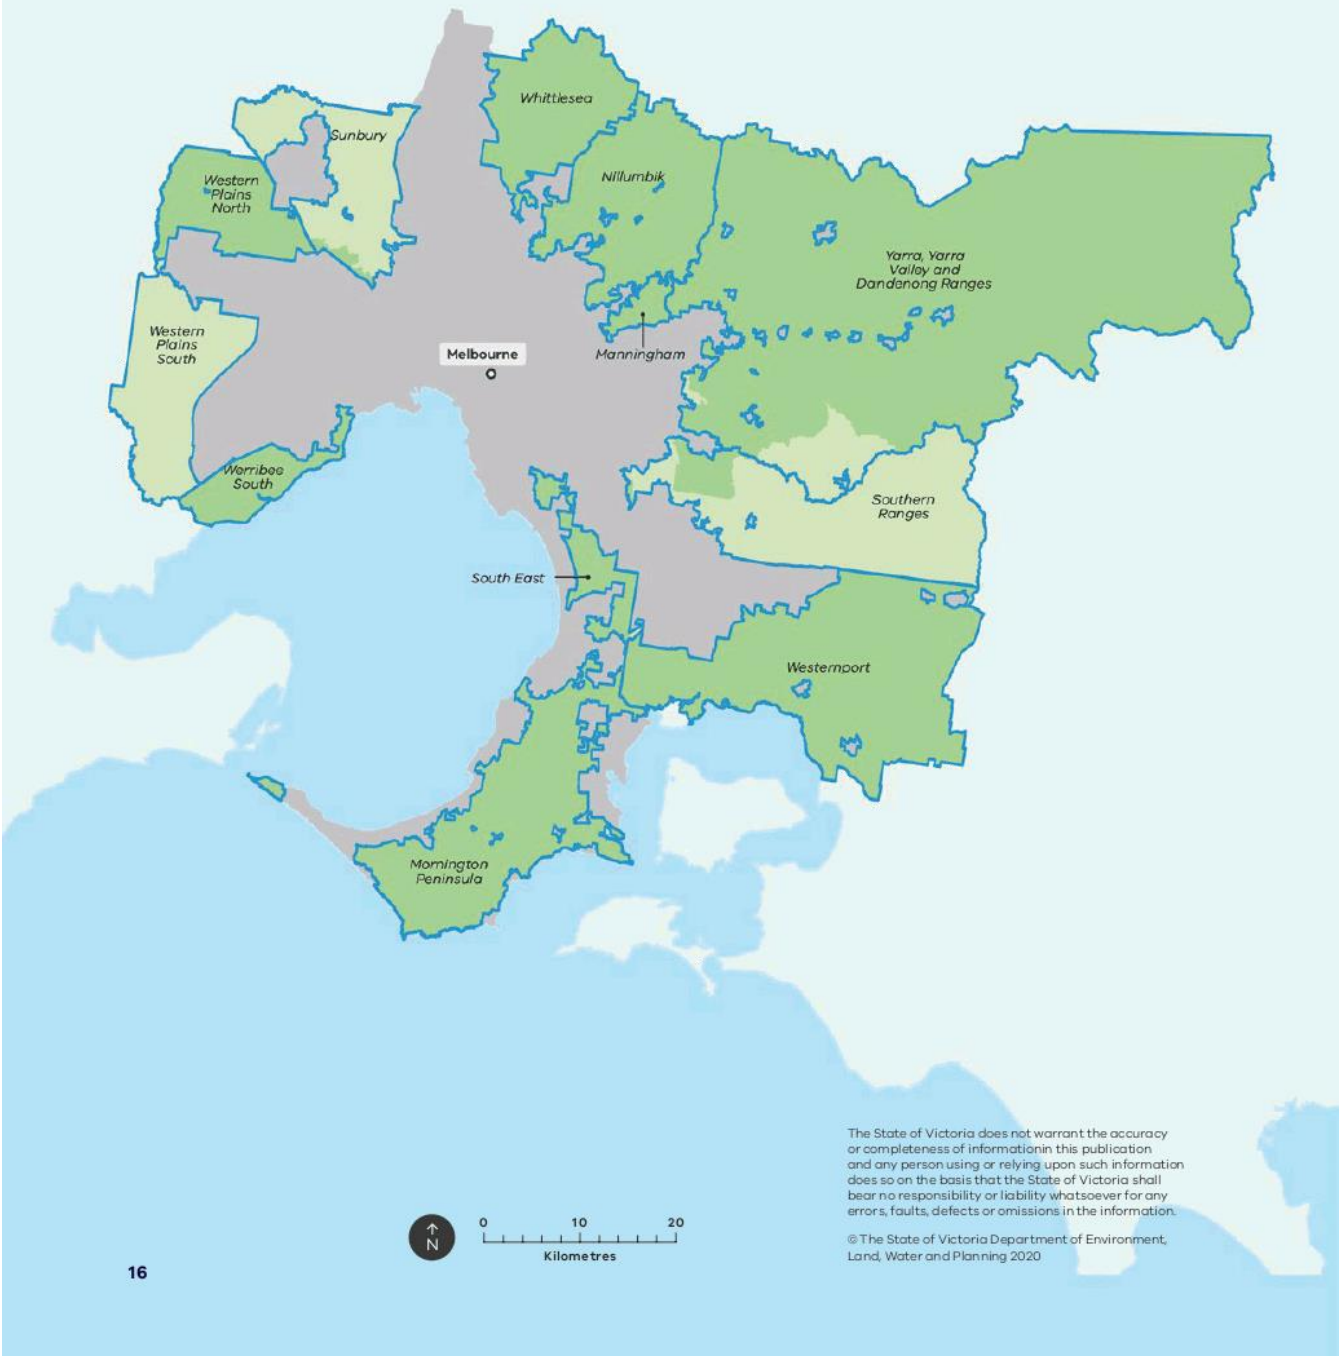 Whittlesea
Sunbury
Western
Plains
North
Nillumbik
Yarra, Yarra
Valley and
Dandenong Ranges
Western
Plains
South
Melbourne
Manningham
Werribee
South
Southern
Ranges
South East
Westernport
Mornington
Peninsula
The State of Victoria does not warrant the accuracy
or completeness of informationin this publication
and any person using or relying upon such information
does so on the basis that the State of Victoria shall
bear no responsibility or liability whatsoever for any
errors, faults, defects or omissions in the information.
© The State of Victoria Department of Environment,
Land, Water and Planning 2020
N
0 10 20
Kilometres
16